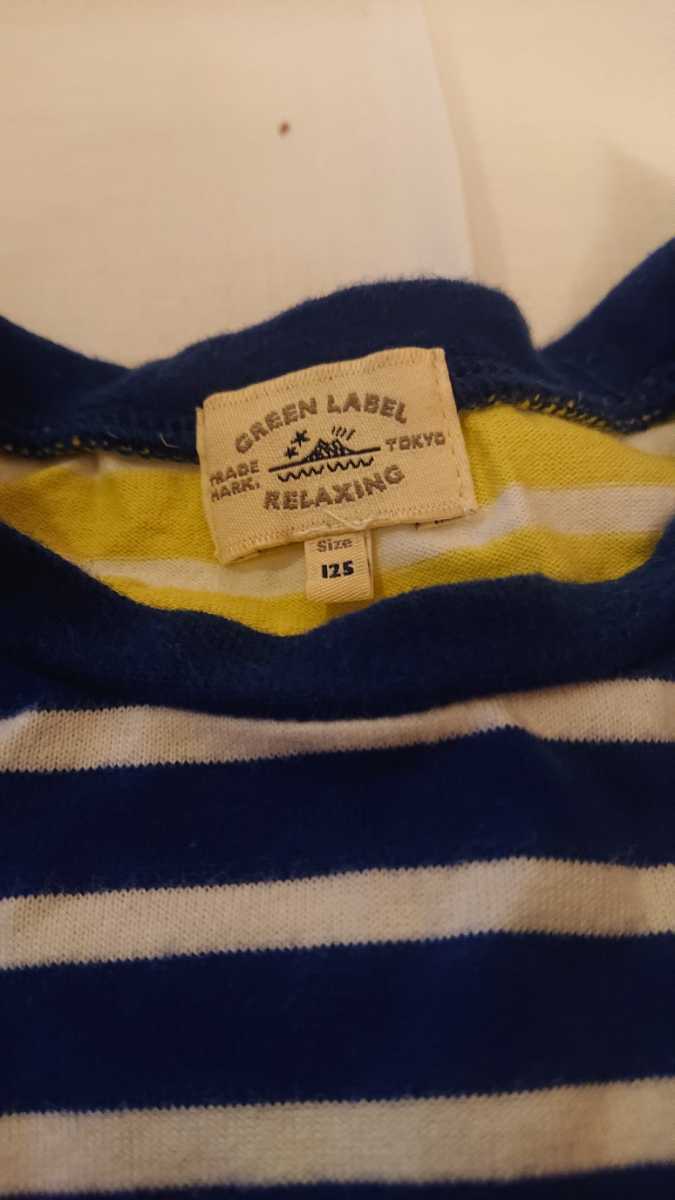 GREEN LABEL
TRADE MARK,
TOKYO
RELAXING
Size
125